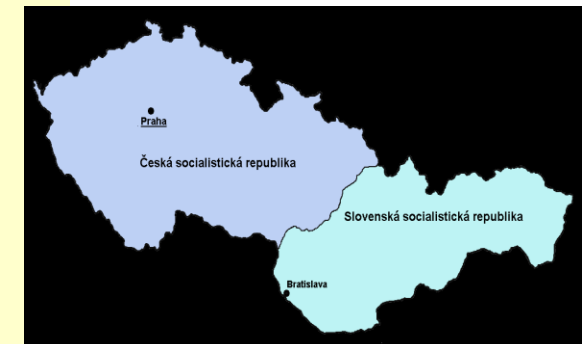 Praha
Česká socialistická republika
Slovenská socialistická republika
Bratislava